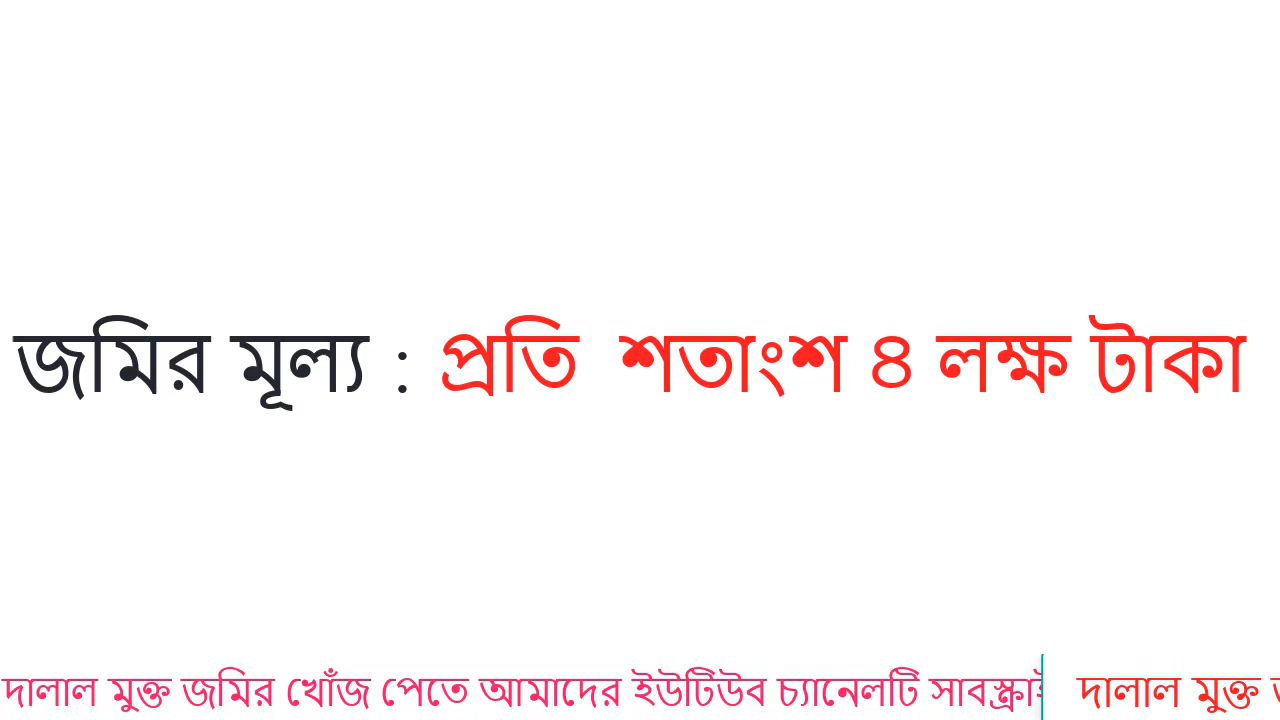 জমির মূল্য : প্রতি শতাংশ ৪ লক্ষ টাকা
দালাল মুক্ত জমির খোঁজ পেতে আমাদের ইউটিউব চ্যানেলটি দালাল মুক্ত